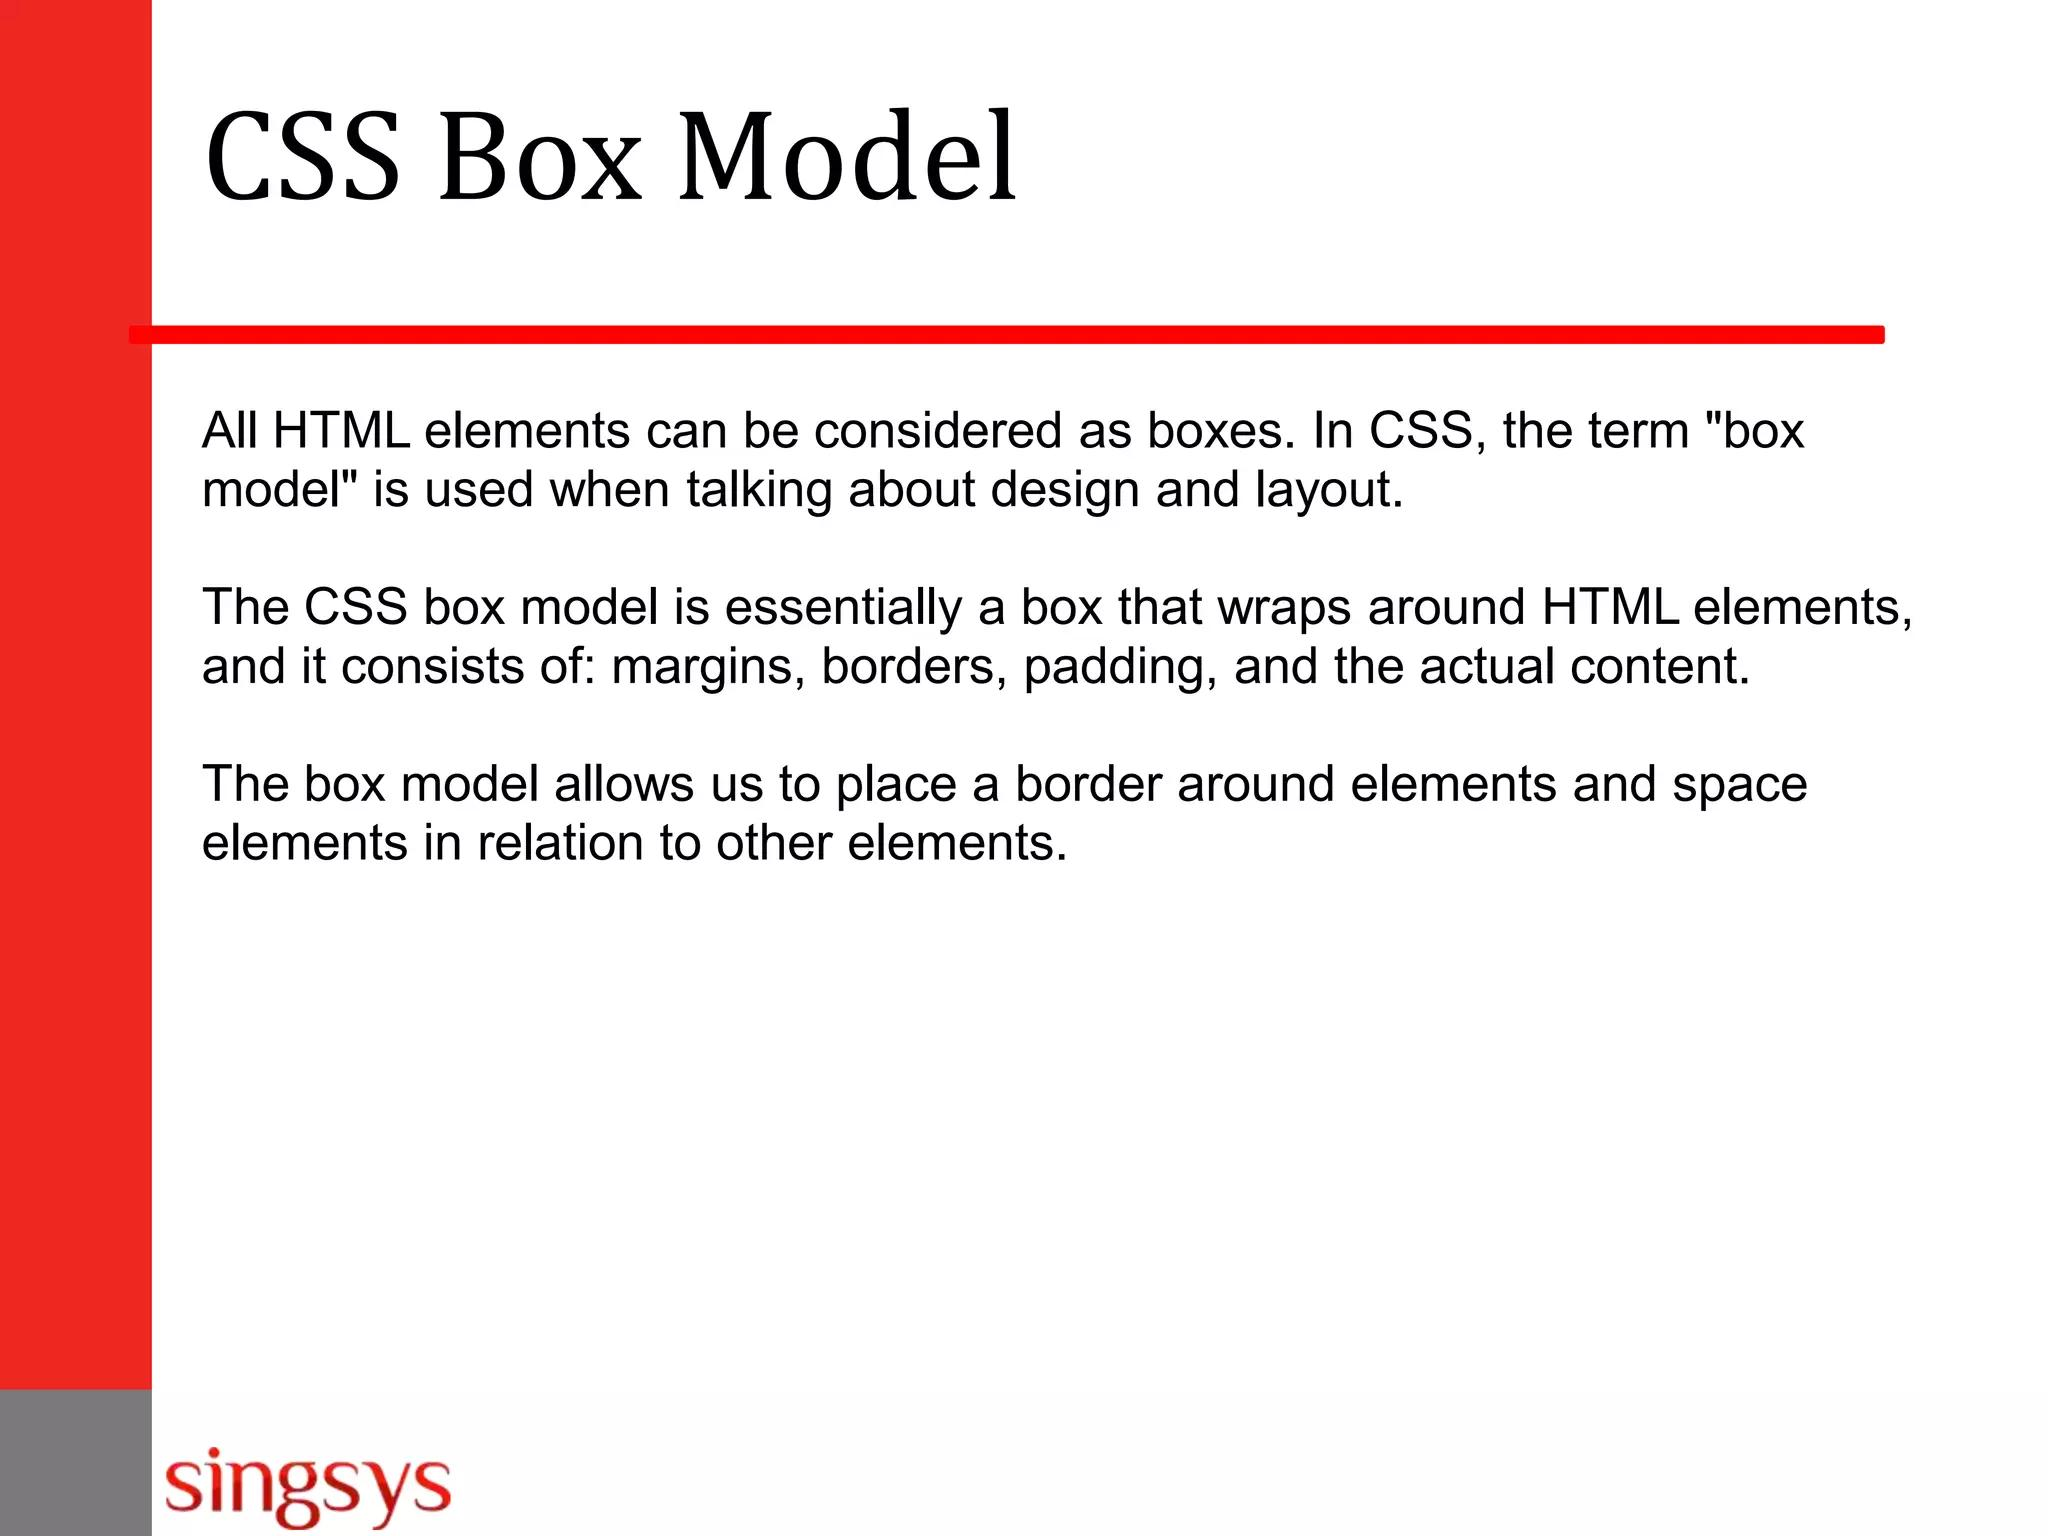 CSS Box Model
All HTML elements can be considered as boxes. In CSS, the term "box
model" is used when talking about design and layout.
The CSS box model is essentially a box that wraps around HTML elements,
and it consists of: margins, borders, padding, and the actual content.
The box model allows us to place a border around elements and space
elements in relation to other elements.
singsys